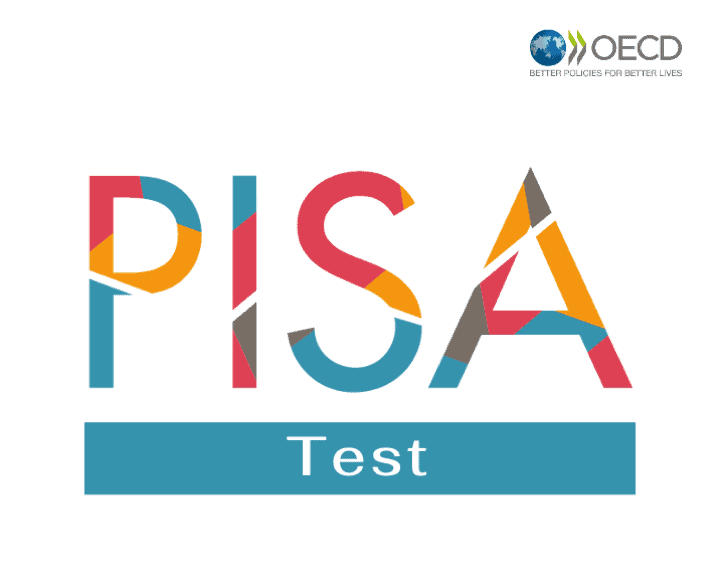 OECD
BETTER POLICIES FOR BETTER LIVES
PISA
Test